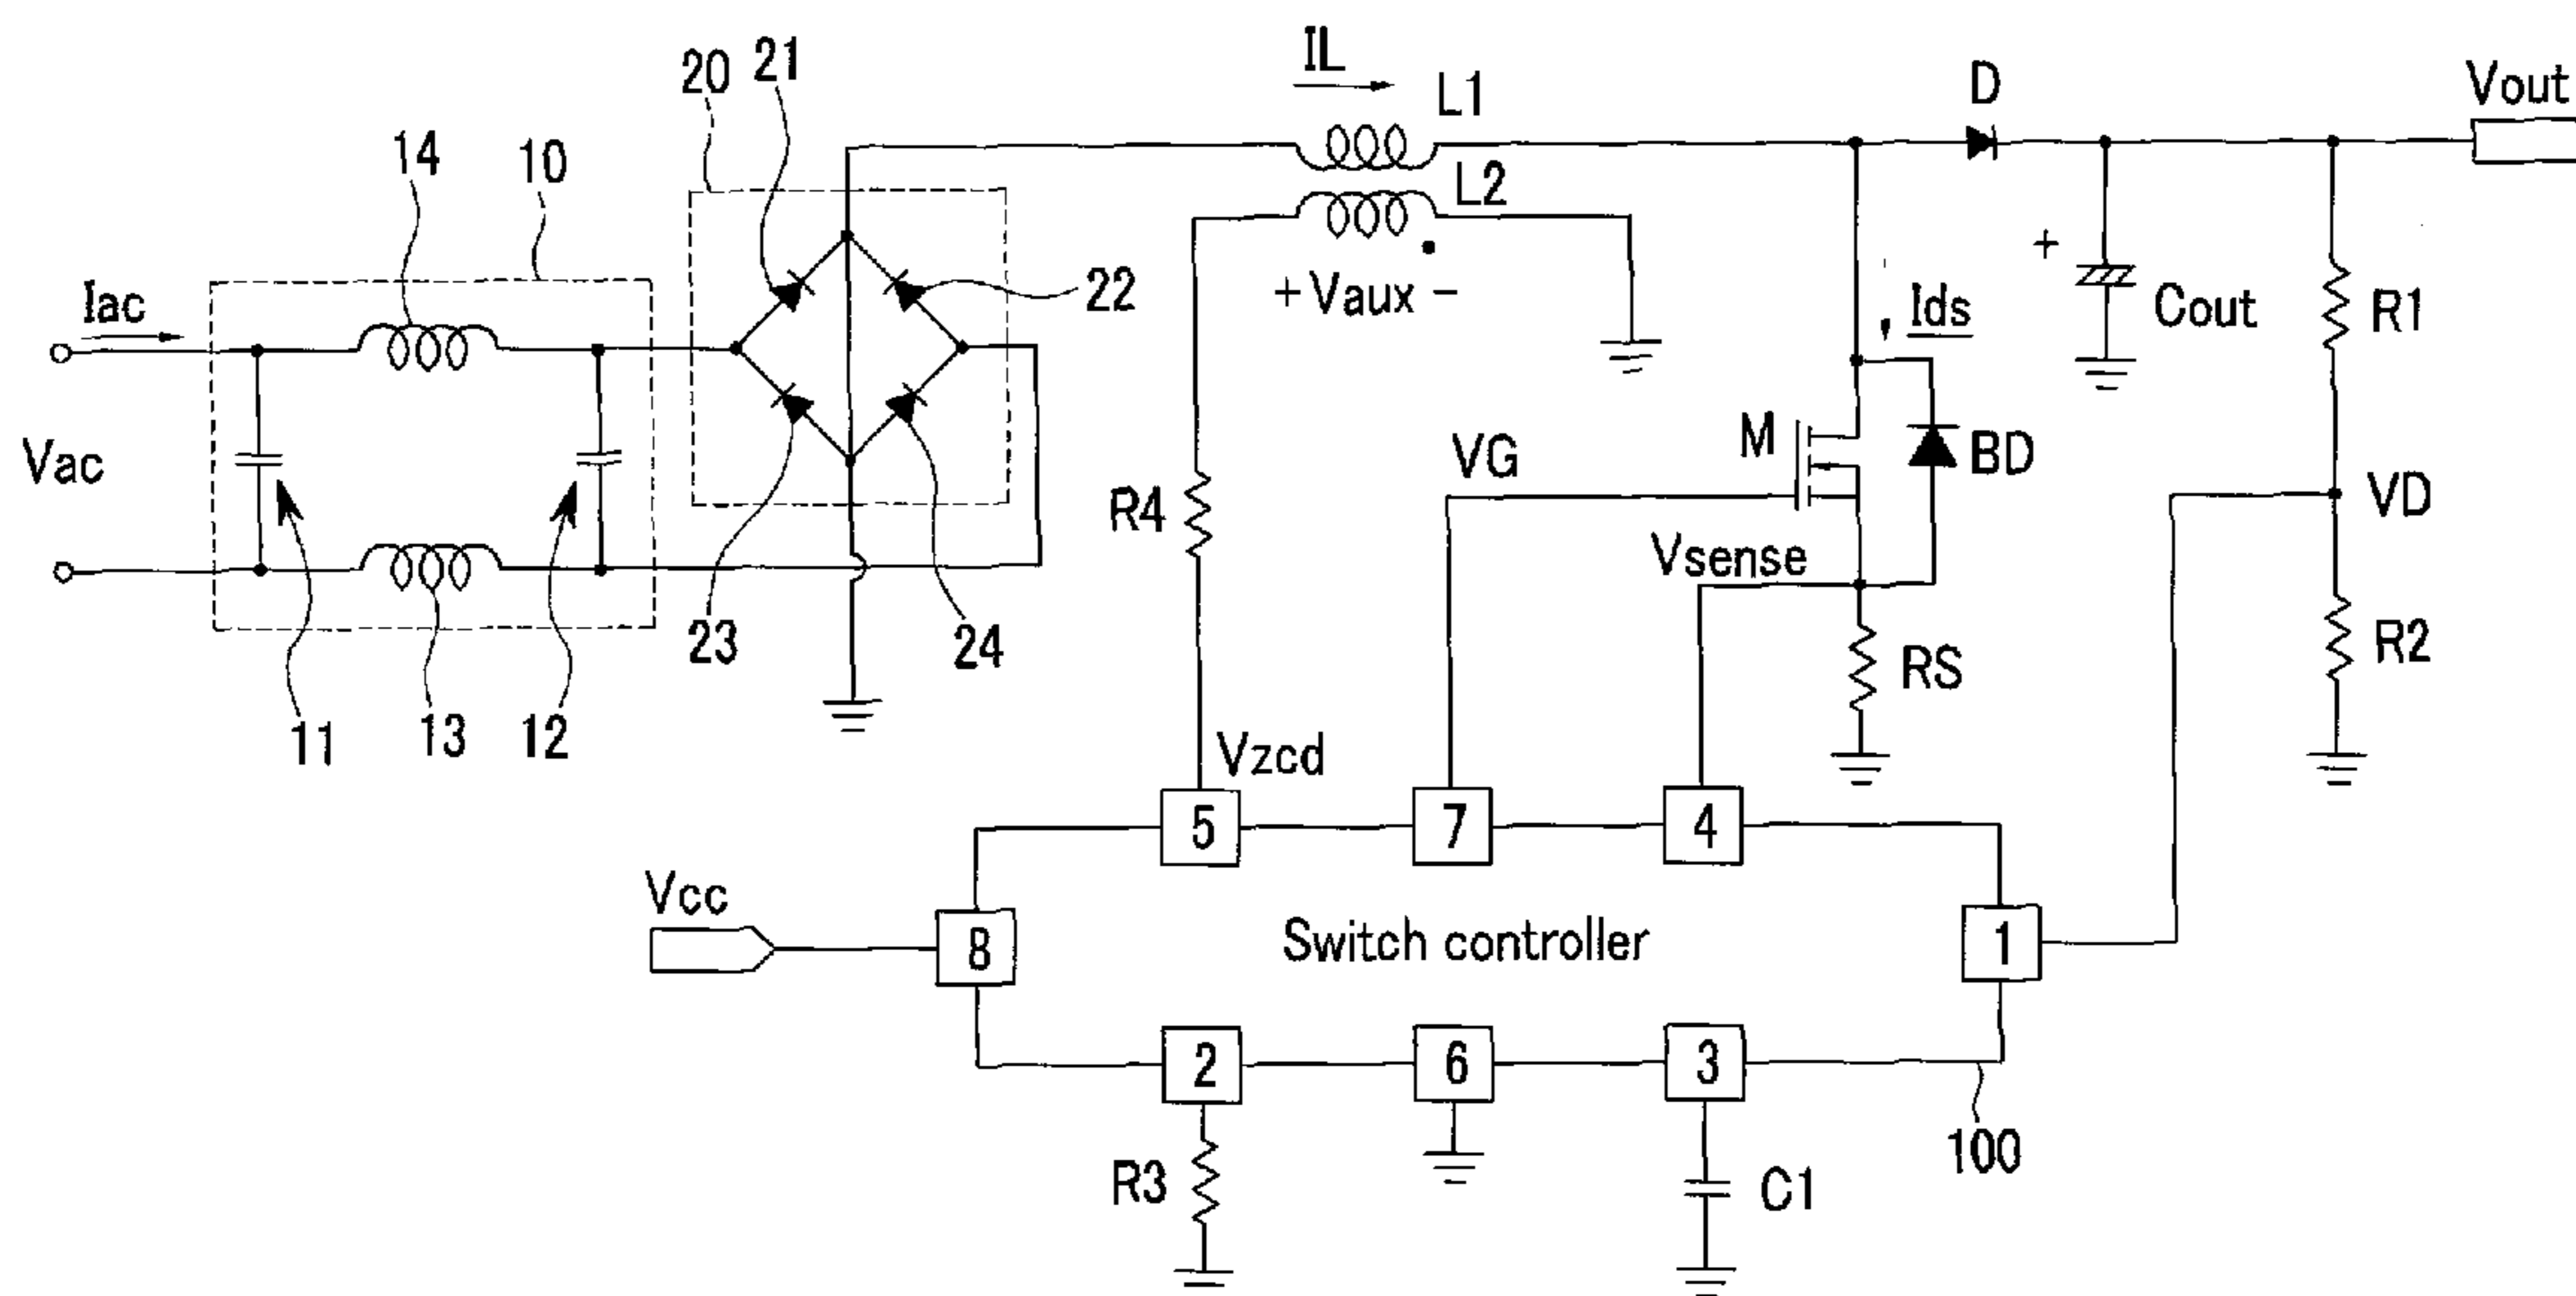 IL
L1
D
Vout
20
21
14
10
L2
Iac
+ Vaux -
22
+
Ids
Cout
R1
Vac
M
BD
VG
VD
R4
Vsense
23
24
RS
R2
11
13
12
Vzcd
5
7
4
Vcc
8
Switch controller
1
2
6
3
100
R3
C1